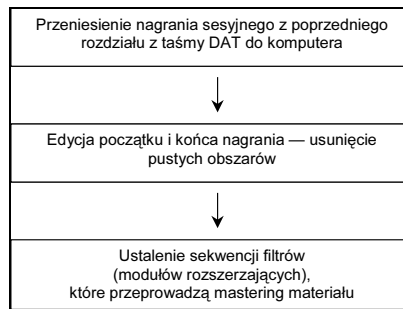 Przeniesienie nagrania sesyjnego z poprzedniego
rozdziału z taśmy DAT do komputera
Edycja początku i końca nagrania — usunięcie
pustych obszarów
Ustalenie sekwencji filtrów
(modułów rozszerzających),
które przeprowadzą mastering materiału